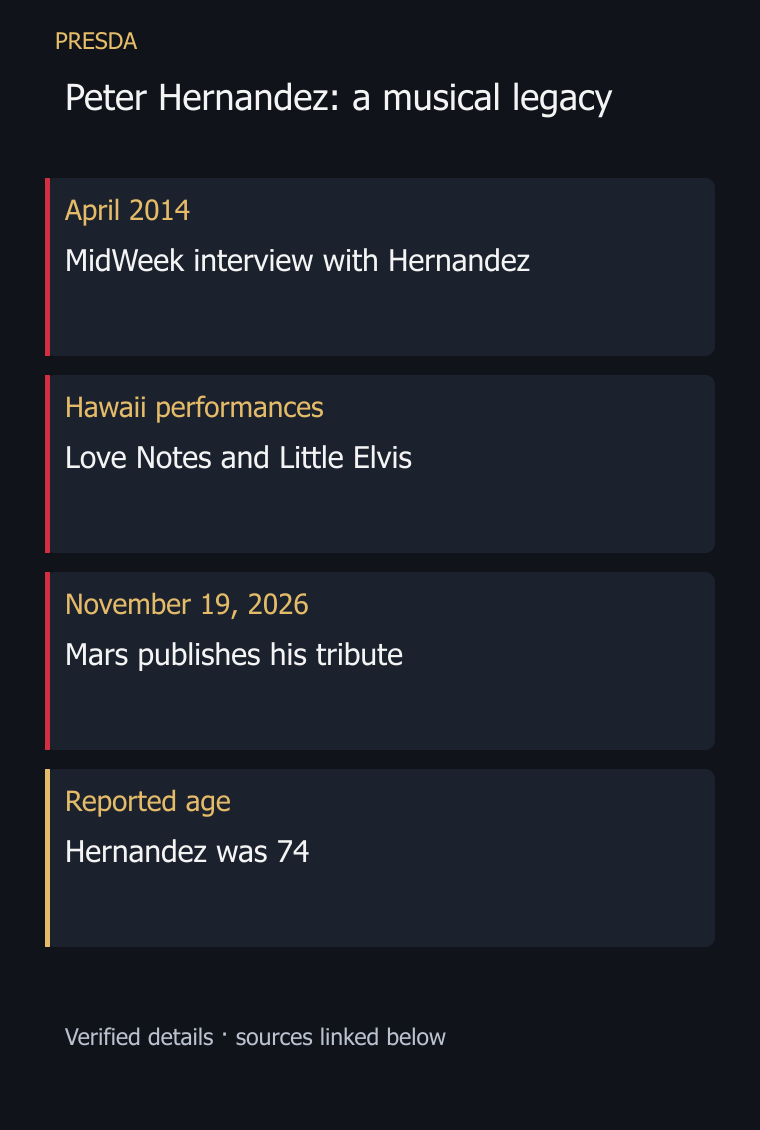 PRESDA
Peter Hernandez: a musical legacy
April 2014
MidWeek interview with Hernandez
Hawaii performances
Love Notes and Little Elvis
November 19, 2026
Mars publishes his tribute
Reported age
Hernandez was 74
Verified details · sources linked below